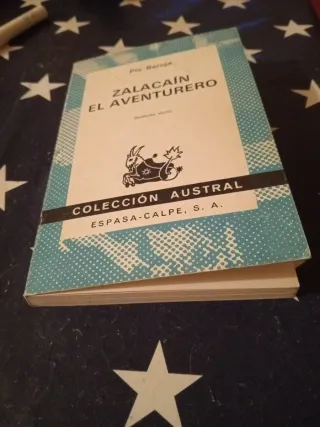 Pío Baroja
ZALACAÍN
EL AVENTURERO
COLECCIÓN AUSTRAL
ESPASA-CALPE, S. A.